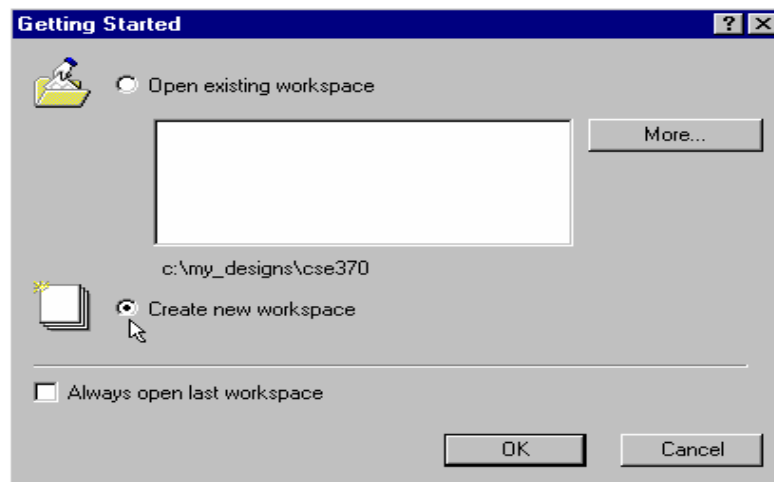 Getting Started
Open existing workspace
More...
c:\my_designs\cse370
Create new workspace
Always open last workspace
OK
Cancel